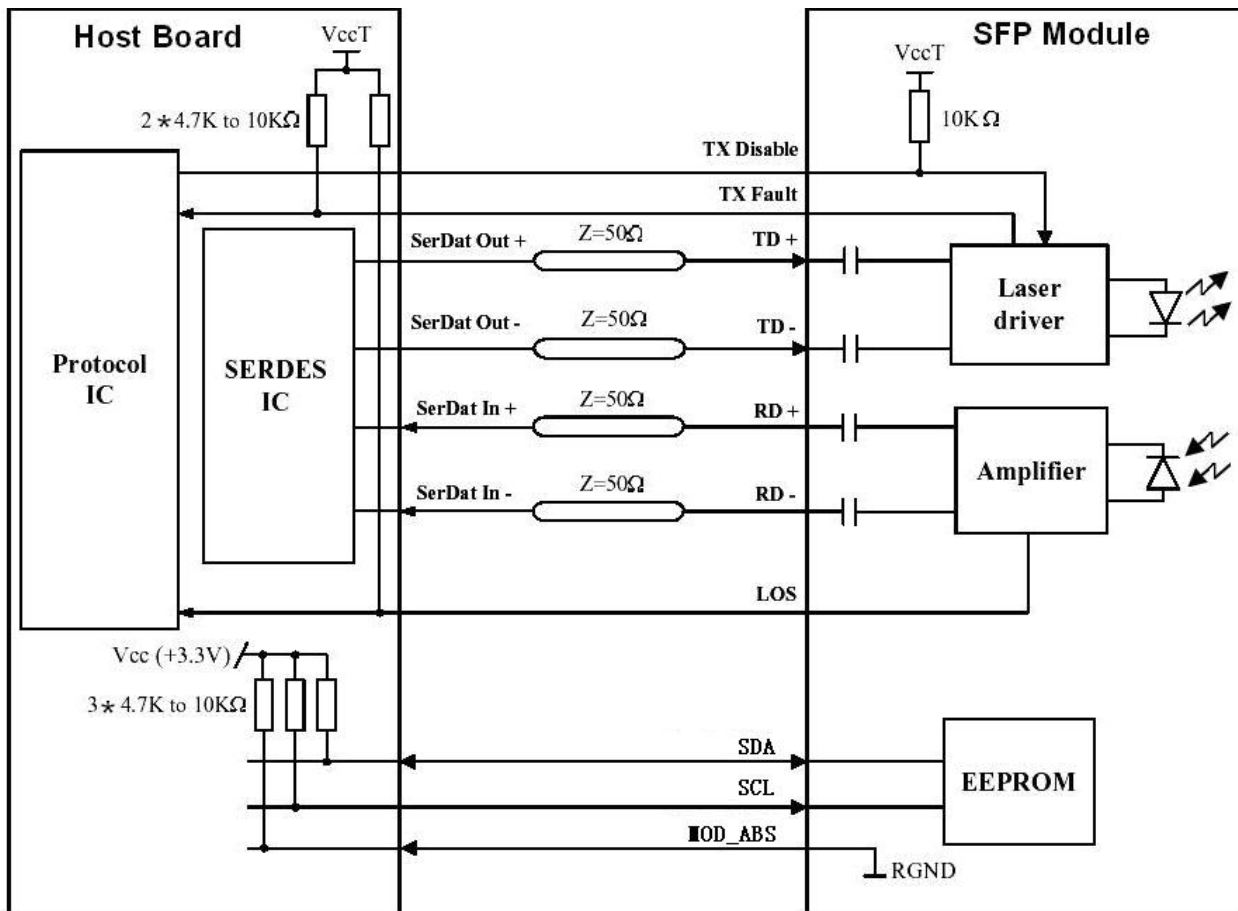 Host Board
SFP Module
VccT
VccT
2*4.7K to 10KΩ
10KΩ
TX Disable
TX Fault
SerDat Out +
Z=50Ω
TD +
Laser
driver
SerDat Out -
Z=50Ω
TD -
Protocol
IC
SERDES
IC
SerDat In +
Z=50Ω
RD +
Amplifier
SerDat In -
Z=50Ω
RD -
LOS
Vcc (+3.3V)
3*4.7K to 10KΩ
SDA
EEPROM
SCL
MOD_ABS
RGND